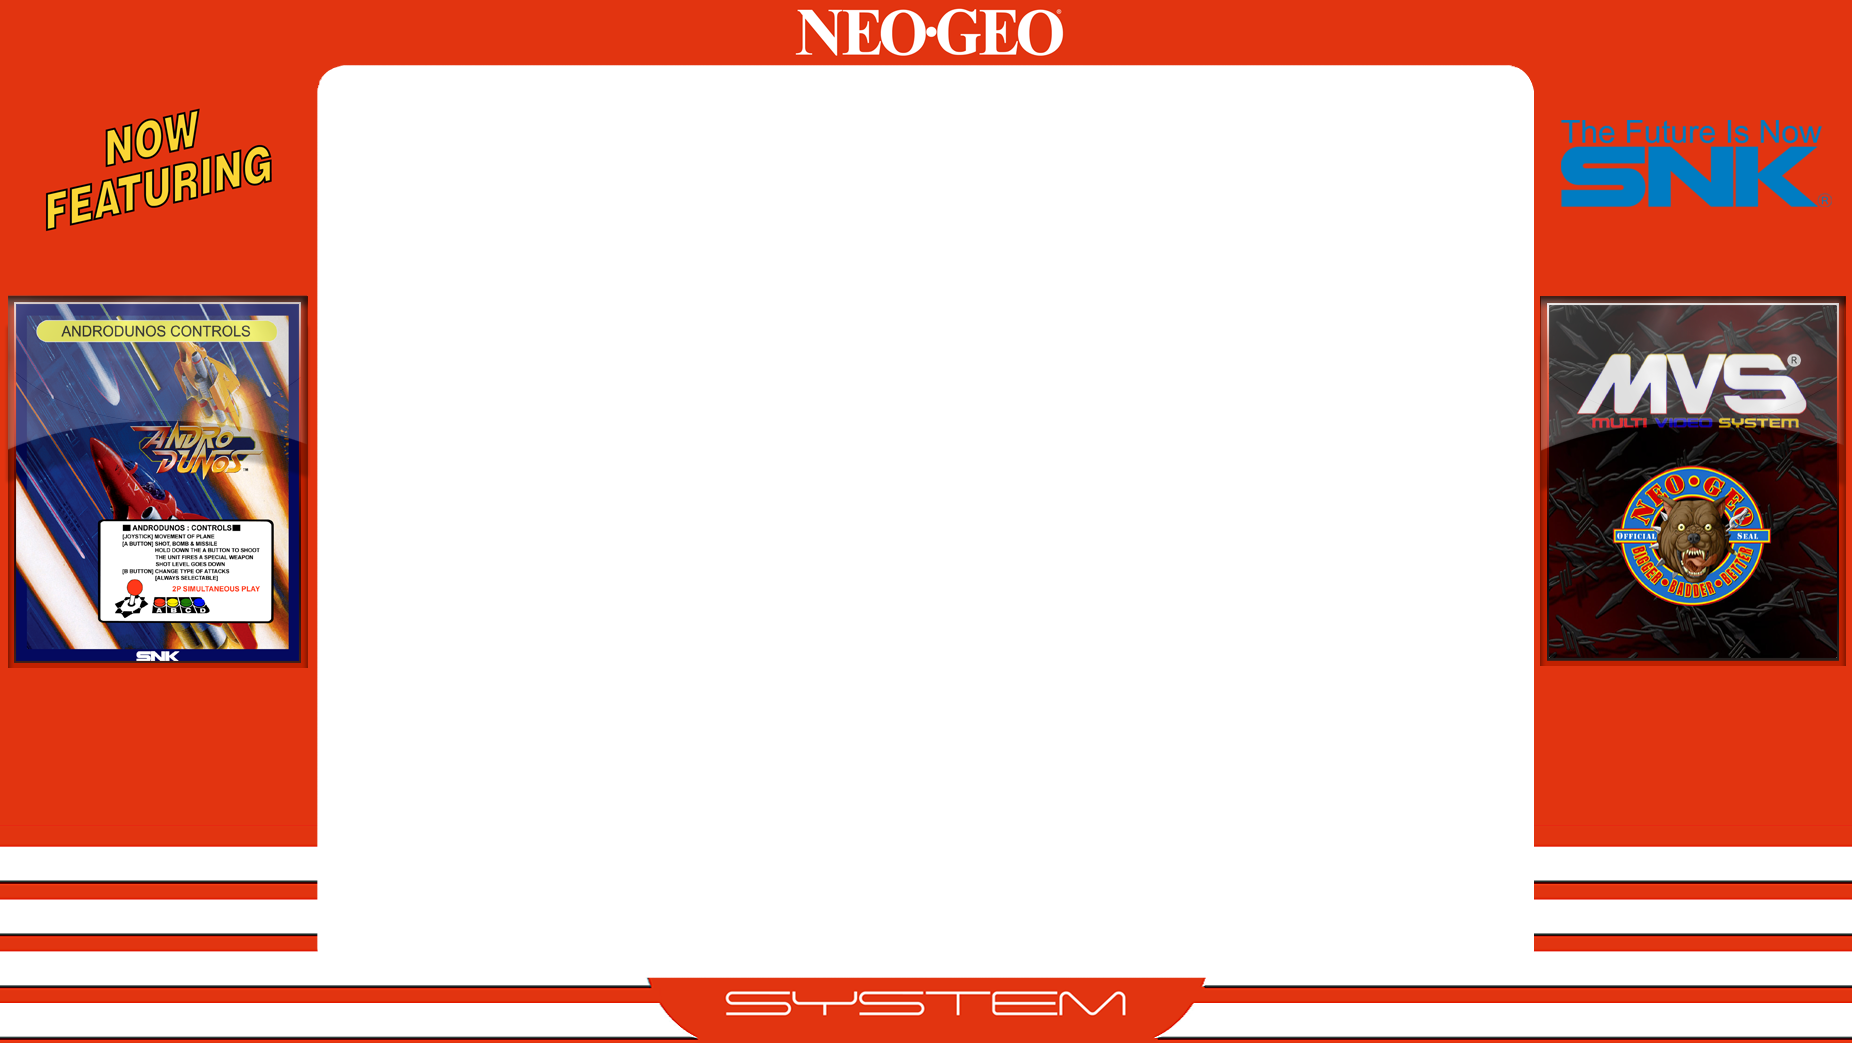 NEO•GEO®
NOW
FEATURING
The Future Is Now
SNK®
ANDRODUNOS CONTROLS
ANDRO
DUNOS™
■ ANDRODUNOS : CONTROLS■
[JOYSTICK] MOVEMENT OF PLANE
[A BUTTON] SHOT, BOMB & MISSILE
HOLD DOWN THE A BUTTON TO SHOOT
THE UNIT FIRES A SPECIAL WEAPON
SHOT LEVEL GOES DOWN
[B BUTTON] CHANGE TYPE OF ATTACKS
[ALWAYS SELECTABLE]
2P SIMULTANEOUS PLAY
A B C D
SNK
MVS®
MULTI VIDEO SYSTEM
NEO•GEO
OFFICIAL SEAL
BIGGER•BADDER•BETTER
SYSTEM